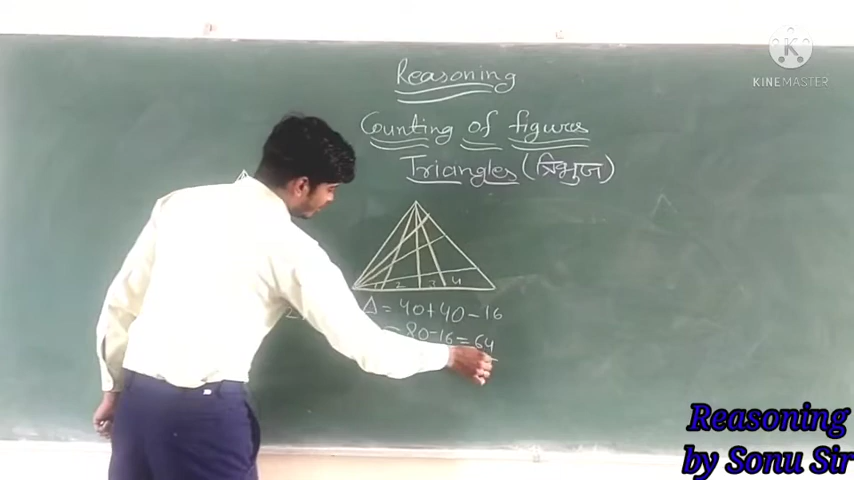 Reasoning
Counting of figures
Triangles (त्रिभुज)
2 3 4
Δ = 40+40-16
= 80-16=64
KINEMASTER
Reasoning
by Sonu Sir